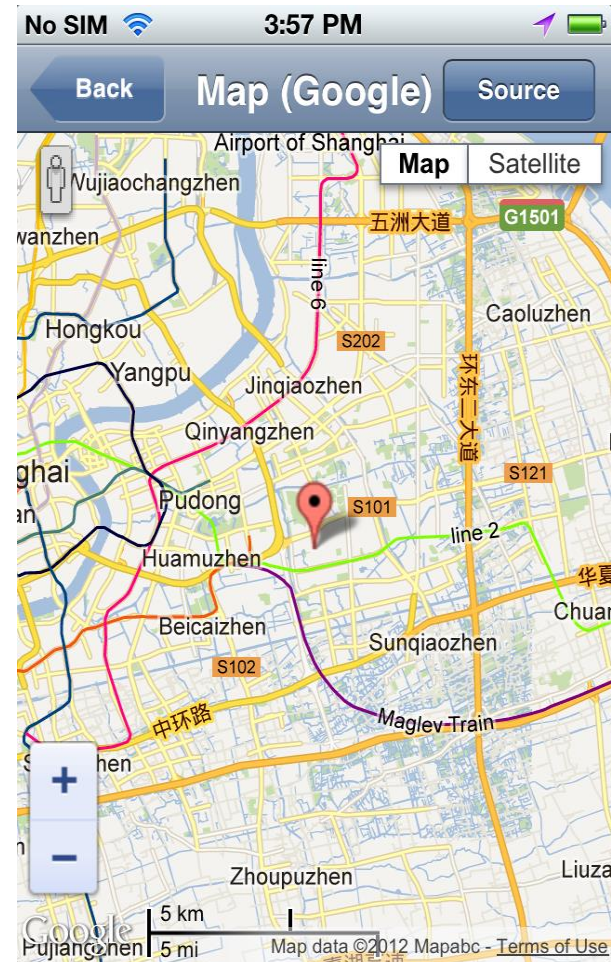 No SIM 3:57 PM
Back Map (Google) Source
Airport of Shanghai
Map Satellite
Wujiaochangzhen
五洲大道 G1501
wanzhen
line 6
Caoluzhen
Hongkou
S202
Yangpu
环东二大道
Jinqiaozhen
Qinyangzhen
ghai
S121
Pudong
S101
an
line 2
Huamuzhen
华夏
Chuan
Beicaizhen
Sunqiaozhen
S102
中环路
Maglev Train
hen
+
−
Zhoupuzhen
Liuza
Google
5 km
Pujiangzhen 5 mi
Map data ©2012 Mapabc - Terms of Use